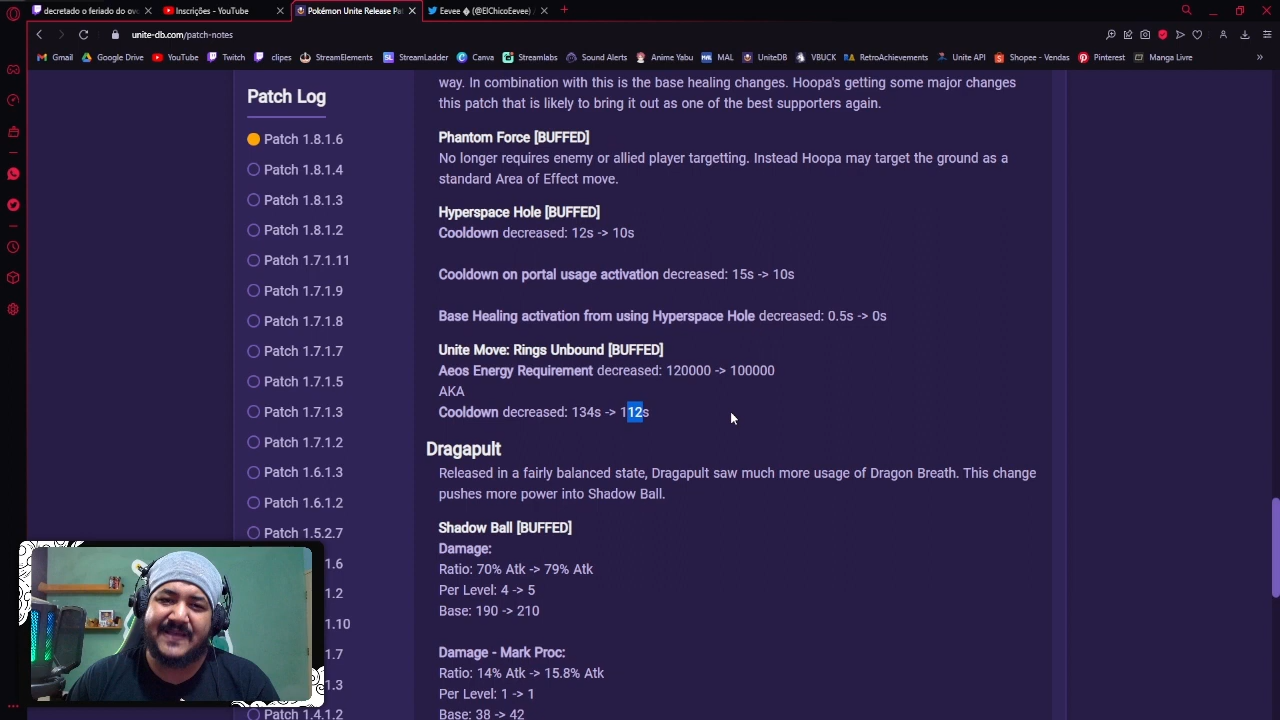 decretado o feriado do ov
Inscrições - YouTube
Pokémon Unite Release Pa
Eevee ♦ (@ElChicoEevee) /
unite-db.com/patch-notes
Gmail
Google Drive
YouTube
Twitch
clipes
StreamElements
StreamLadder
Canva
Streamlabs
Sound Alerts
Anime Yabu
MAL
UniteDB
VBUCK
RetroAchievements
Unite API
Shopee - Vendas
Pinterest
Manga Livre
Patch Log
Patch 1.8.1.6
Patch 1.8.1.4
Patch 1.8.1.3
Patch 1.8.1.2
Patch 1.7.1.11
Patch 1.7.1.9
Patch 1.7.1.8
Patch 1.7.1.7
Patch 1.7.1.5
Patch 1.7.1.3
Patch 1.7.1.2
Patch 1.6.1.3
Patch 1.6.1.2
Patch 1.5.2.7
1.6
1.2
1.10
1.7
1.3
Patch 1.4.1.2
way. In combination with this is the base healing changes. Hoopa's getting some major changes
this patch that is likely to bring it out as one of the best supporters again.
Phantom Force [BUFFED]
No longer requires enemy or allied player targetting. Instead Hoopa may target the ground as a
standard Area of Effect move.
Hyperspace Hole [BUFFED]
Cooldown decreased: 12s -> 10s
Cooldown on portal usage activation decreased: 15s -> 10s
Base Healing activation from using Hyperspace Hole decreased: 0.5s -> 0s
Unite Move: Rings Unbound [BUFFED]
Aeos Energy Requirement decreased: 120000 -> 100000
AKA
Cooldown decreased: 134s -> 112s
Dragapult
Released in a fairly balanced state, Dragapult saw much more usage of Dragon Breath. This change
pushes more power into Shadow Ball.
Shadow Ball [BUFFED]
Damage:
Ratio: 70% Atk -> 79% Atk
Per Level: 4 -> 5
Base: 190 -> 210
Damage - Mark Proc:
Ratio: 14% Atk -> 15.8% Atk
Per Level: 1 -> 1
Base: 38 -> 42